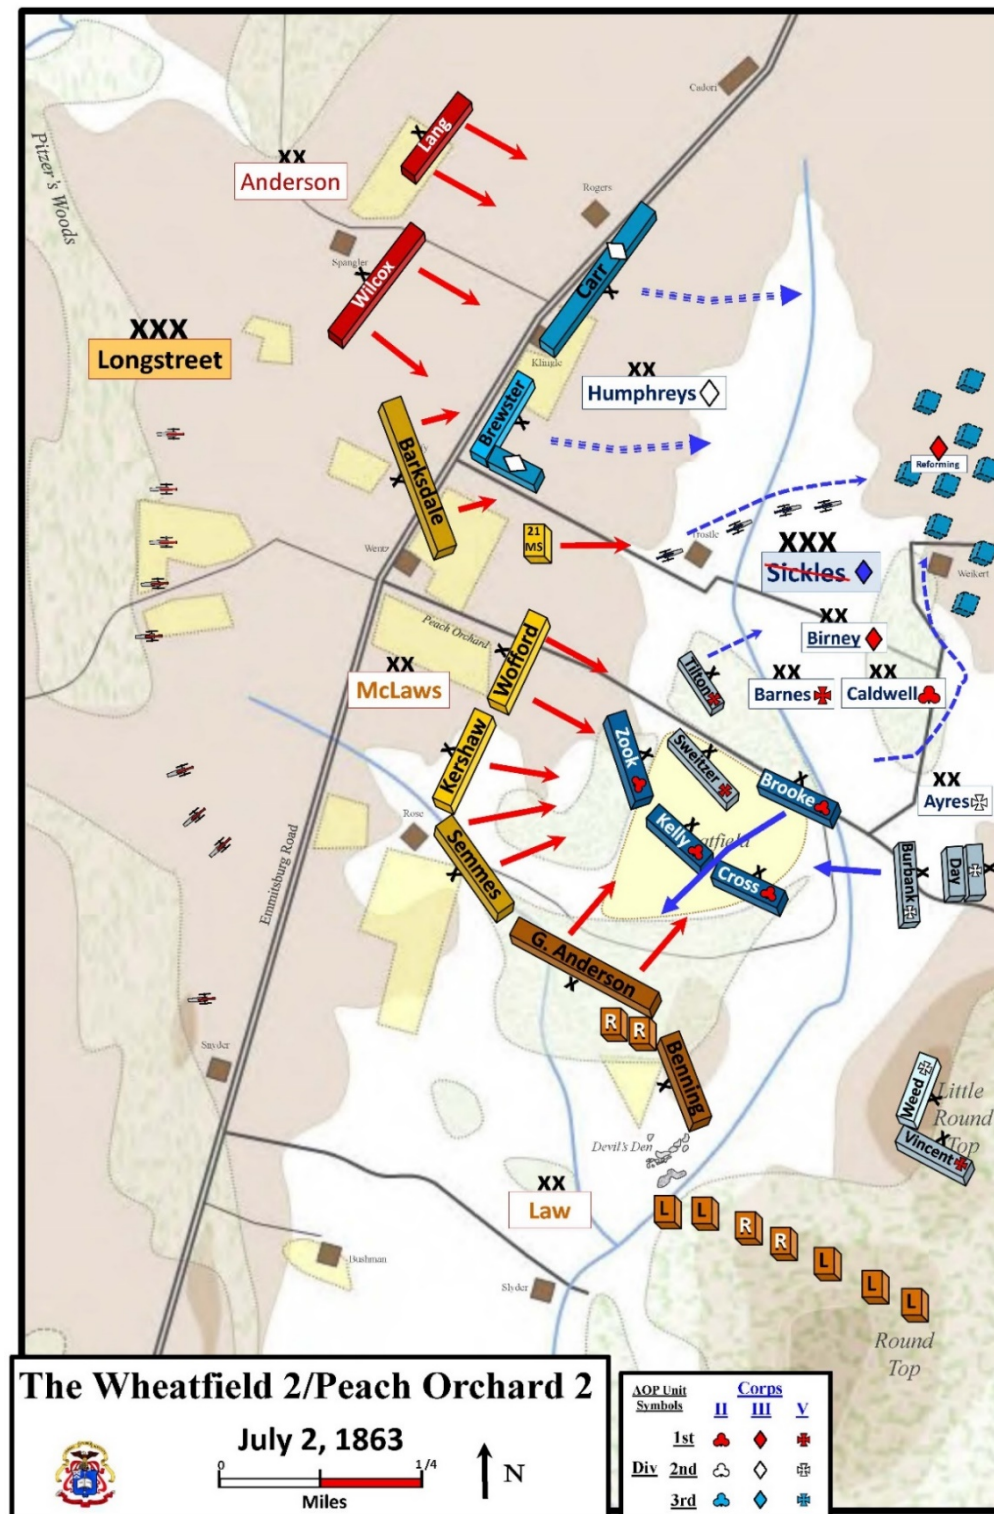 Cadori
Pitzer's Woods
X
Lang
XX
Anderson
Rogers
Spangler
X
Wilcox
Carr
X
XXX
Longstreet
Klingle
XX
Humphreys
Brewster
X
Barksdale
X
Reforming
21
MS
Trostle
XXX
Sickles
Wentz
Weikert
Peach Orchard
XX
Birney
XX
McLaws
Wofford
X
Tilton
X
XX
Barnes
XX
Caldwell
Kershaw
X
Zook
X
Sweitzer
X
Brooke
X
XX
Ayres
Rose
Semmes
X
Kelly
X
atfield
Cross
X
Burbank
X
Day
X
Emmitsburg Road
G. Anderson
X
R
R
Benning
X
Snyder
Weed
X
Little
Round
Top
Vincent
X
Devil's Den
XX
Law
L
L
R
R
L
L
L
Bushman
Slyder
Round
Top
The Wheatfield 2/Peach Orchard 2
July 2, 1863
0
1/4
Miles
N
AOP Unit
Symbols
Corps
II
III
V
1st
Div
2nd
3rd